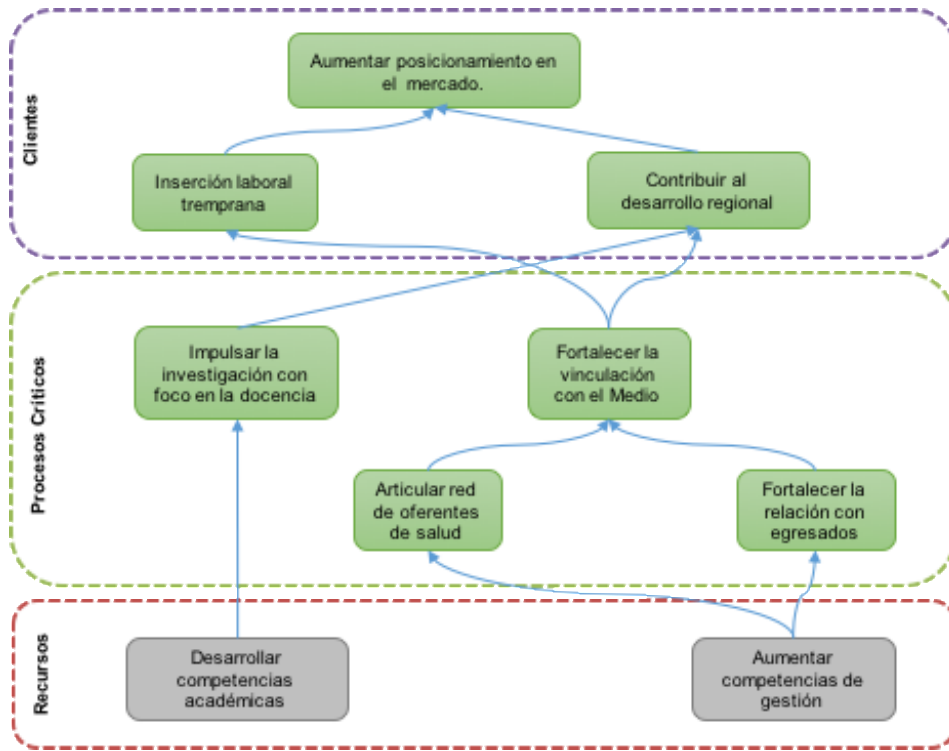 Clientes
Aumentar posicionamiento en
el mercado.
Inserción laboral
tremprana
Contribuir al
desarrollo regional
Procesos Críticos
Impulsar la
investigación con
foco en la docencia
Fortalecer la
vinculación
con el Medio
Articular red
de oferentes
de salud
Fortalecer la
relación con
egresados
Recursos
Desarrollar
competencias
académicas
Aumentar
competencias de
gestión